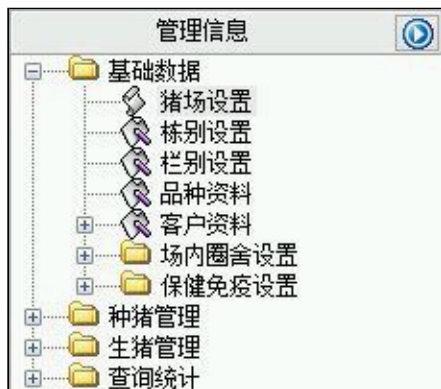 管理信息
基础数据
猪场设置
栋别设置
栏别设置
品种资料
客户资料
场内圈舍设置
保健免疫设置
种猪管理
生猪管理
查询统计